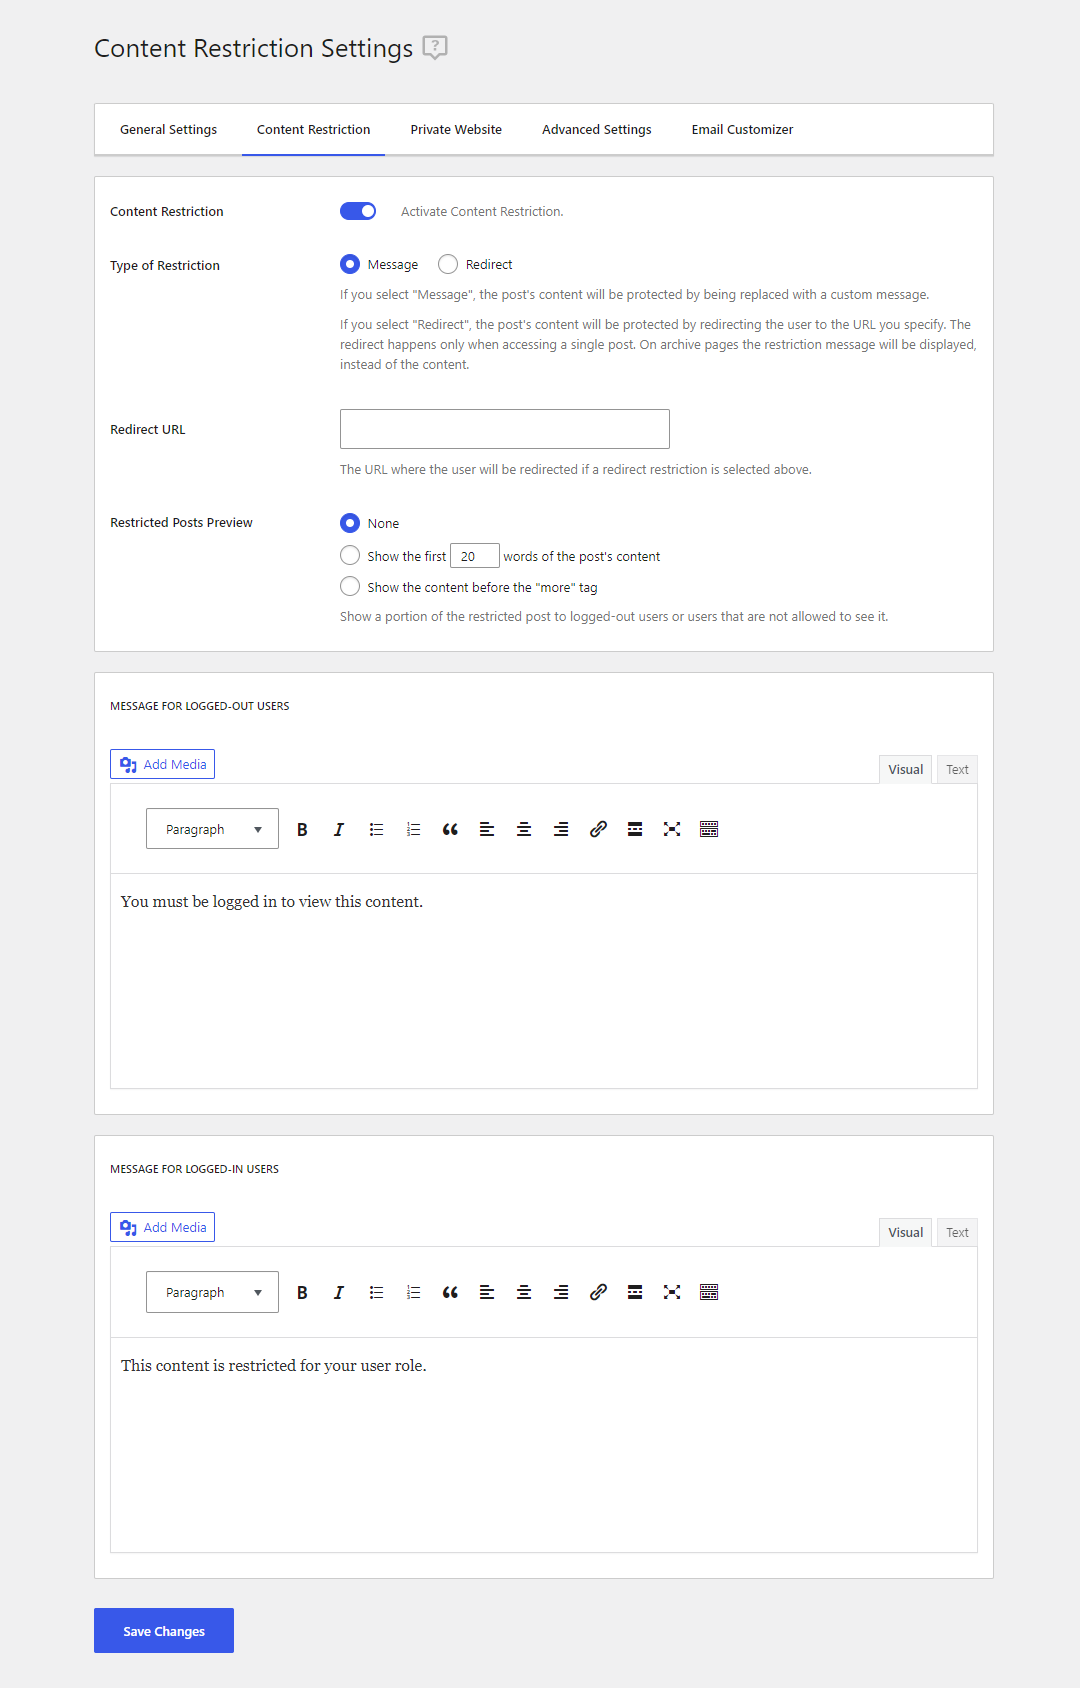 Content Restriction Settings
General Settings Content Restriction Private Website Advanced Settings Email Customizer
Content Restriction Activate Content Restriction.
Type of Restriction Message Redirect
If you select "Message", the post's content will be protected by being replaced with a custom message.
If you select "Redirect", the post's content will be protected by redirecting the user to the URL you specify. The
redirect happens only when accessing a single post. On archive pages the restriction message will be displayed,
instead of the content.
Redirect URL
The URL where the user will be redirected if a redirect restriction is selected above.
Restricted Posts Preview None
Show the first 20 words of the post's content
Show the content before the "more" tag
Show a portion of the restricted post to logged-out users or users that are not allowed to see it.
MESSAGE FOR LOGGED-OUT USERS
Add Media Visual Text
Paragraph B I
You must be logged in to view this content.
MESSAGE FOR LOGGED-IN USERS
Add Media Visual Text
Paragraph B I
This content is restricted for your user role.
Save Changes